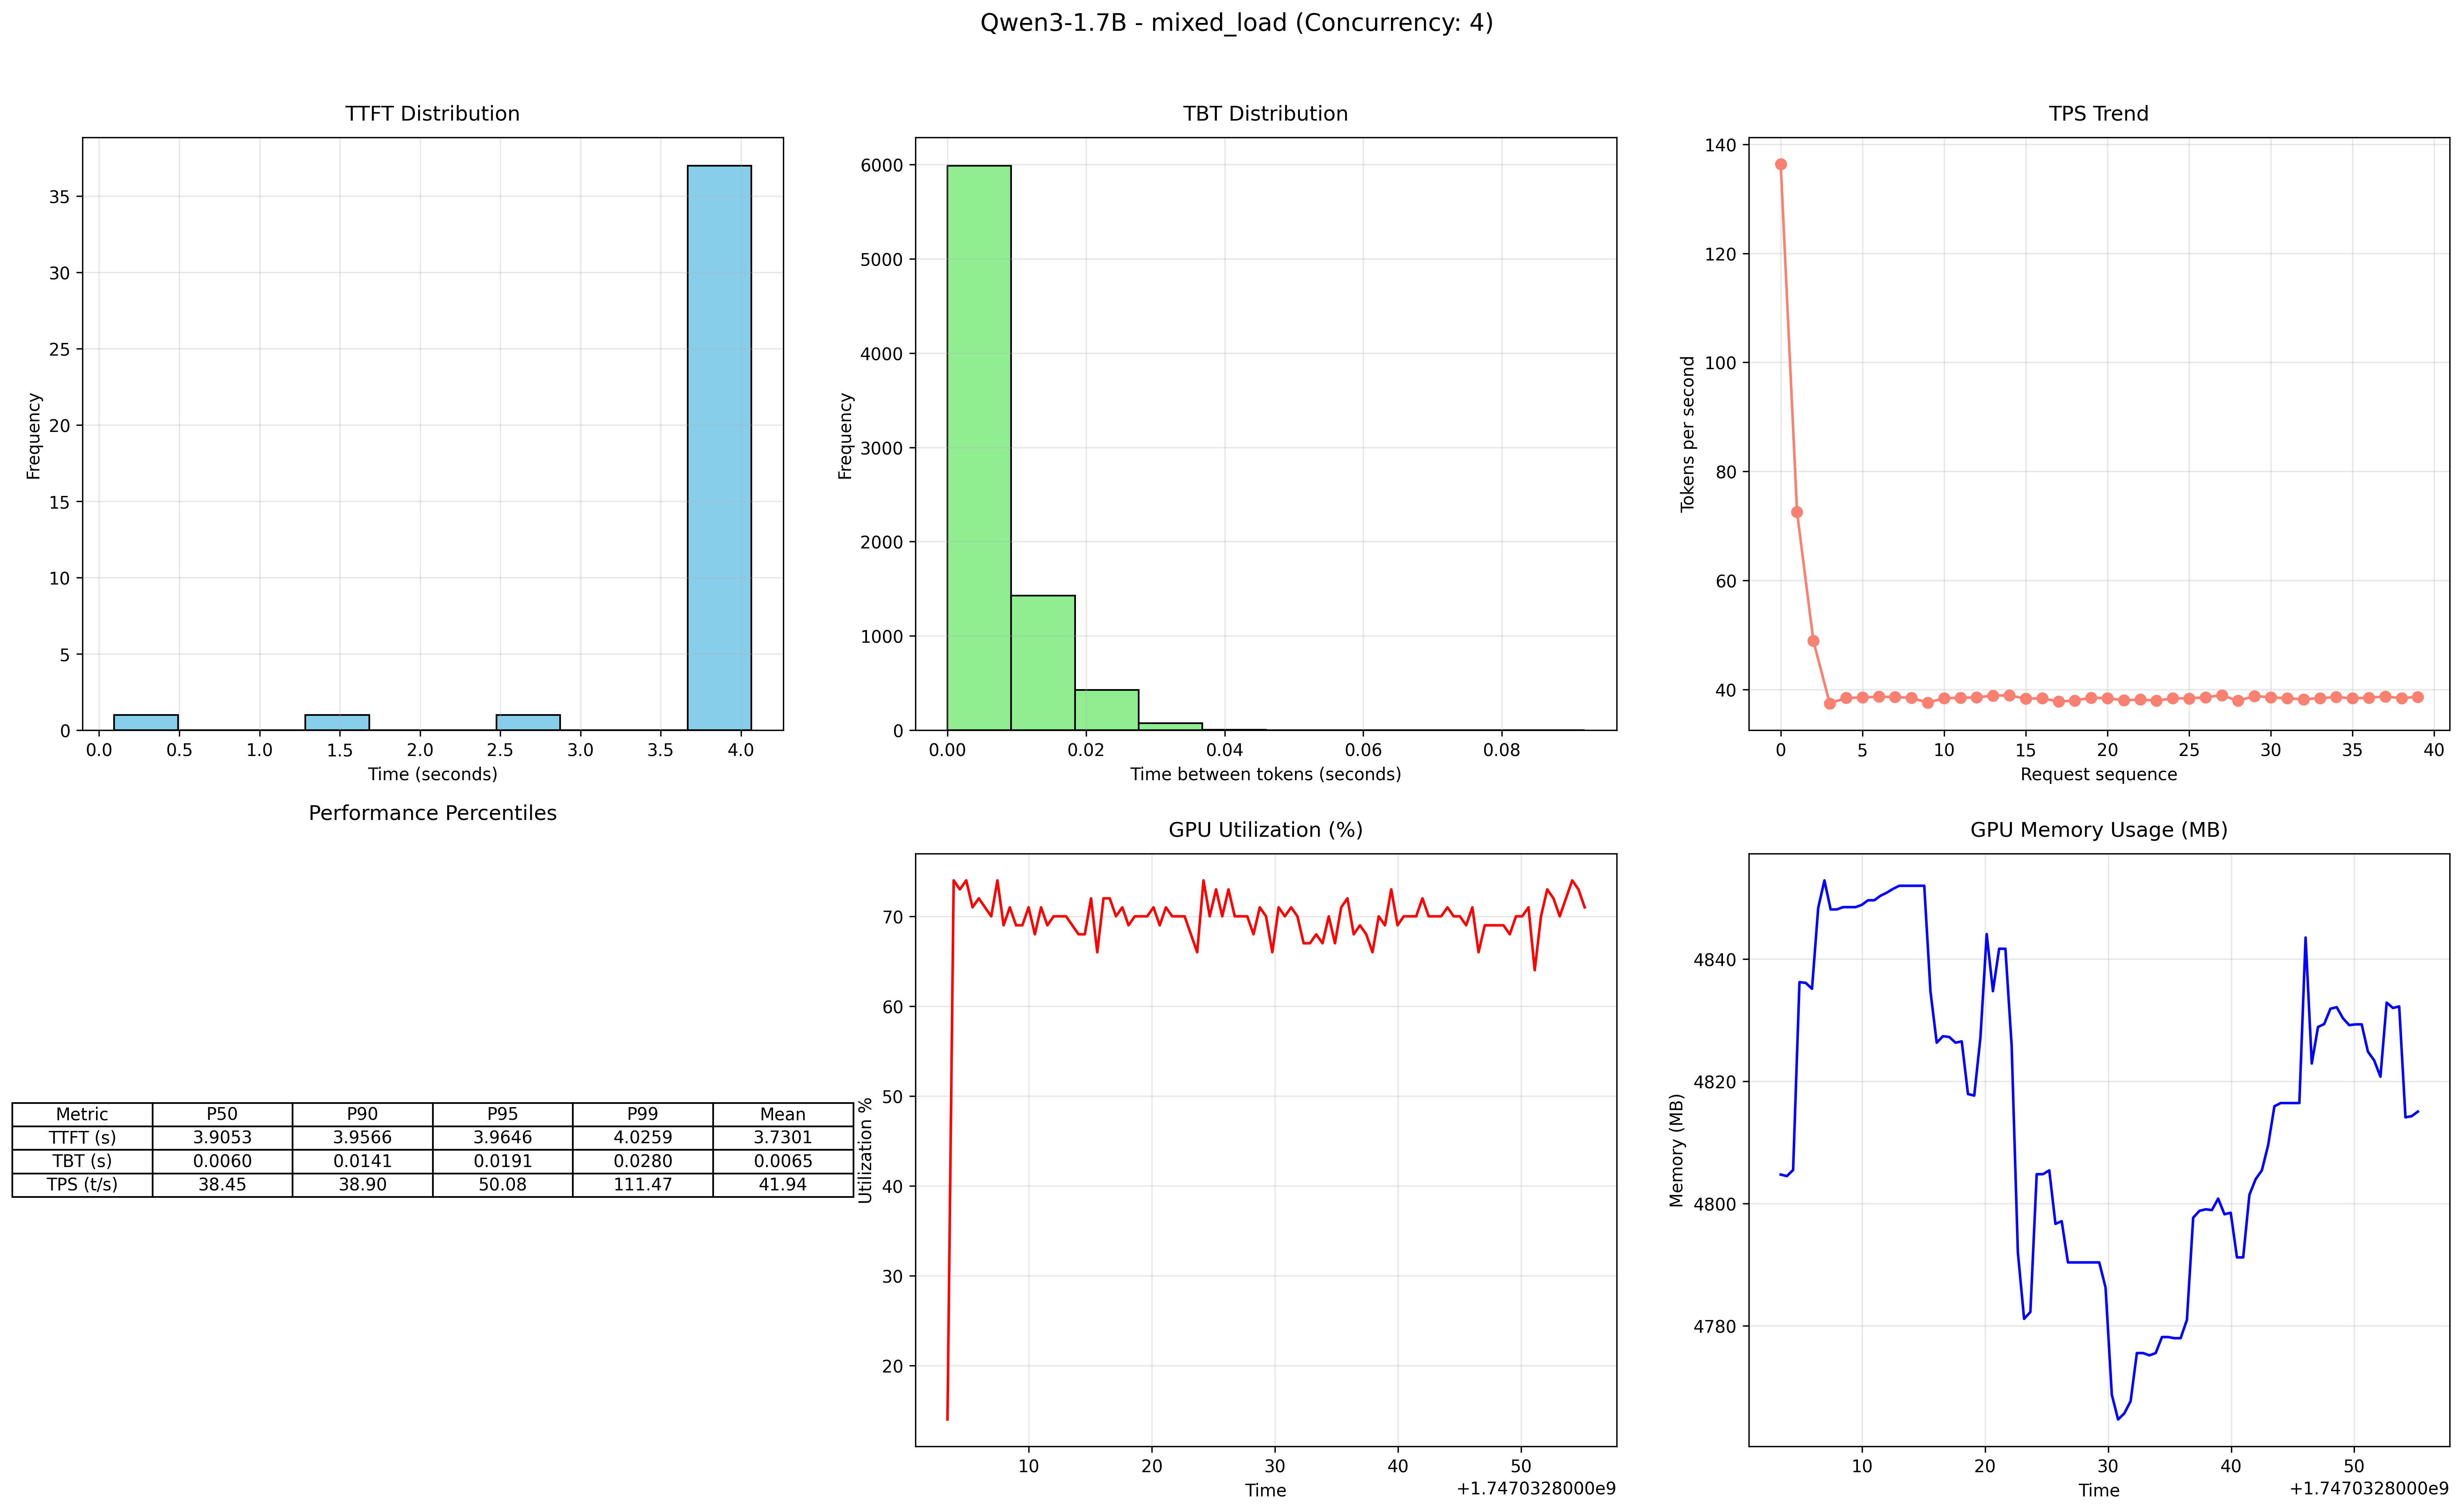 Qwen3-1.7B - mixed_load (Concurrency: 4)
TTFT Distribution
Frequency
35
30
25
20
15
10
5
0
0.0 0.5 1.0 1.5 2.0 2.5 3.0 3.5 4.0
Time (seconds)
TBT Distribution
Frequency
6000
5000
4000
3000
2000
1000
0
0.00 0.02 0.04 0.06 0.08
Time between tokens (seconds)
TPS Trend
Tokens per second
140
120
100
80
60
40
0 5 10 15 20 25 30 35 40
Request sequence
Performance Percentiles
Metric P50 P90 P95 P99 Mean
TTFT (s) 3.9053 3.9566 3.9646 4.0259 3.7301
TBT (s) 0.0060 0.0141 0.0191 0.0280 0.0065
TPS (t/s) 38.45 38.90 50.08 111.47 41.94
GPU Utilization (%)
Utilization %
70
60
50
40
30
20
10 20 30 40 50
Time
+1.7470328000e9
GPU Memory Usage (MB)
Memory (MB)
4840
4820
4800
4780
10 20 30 40 50
Time
+1.7470328000e9